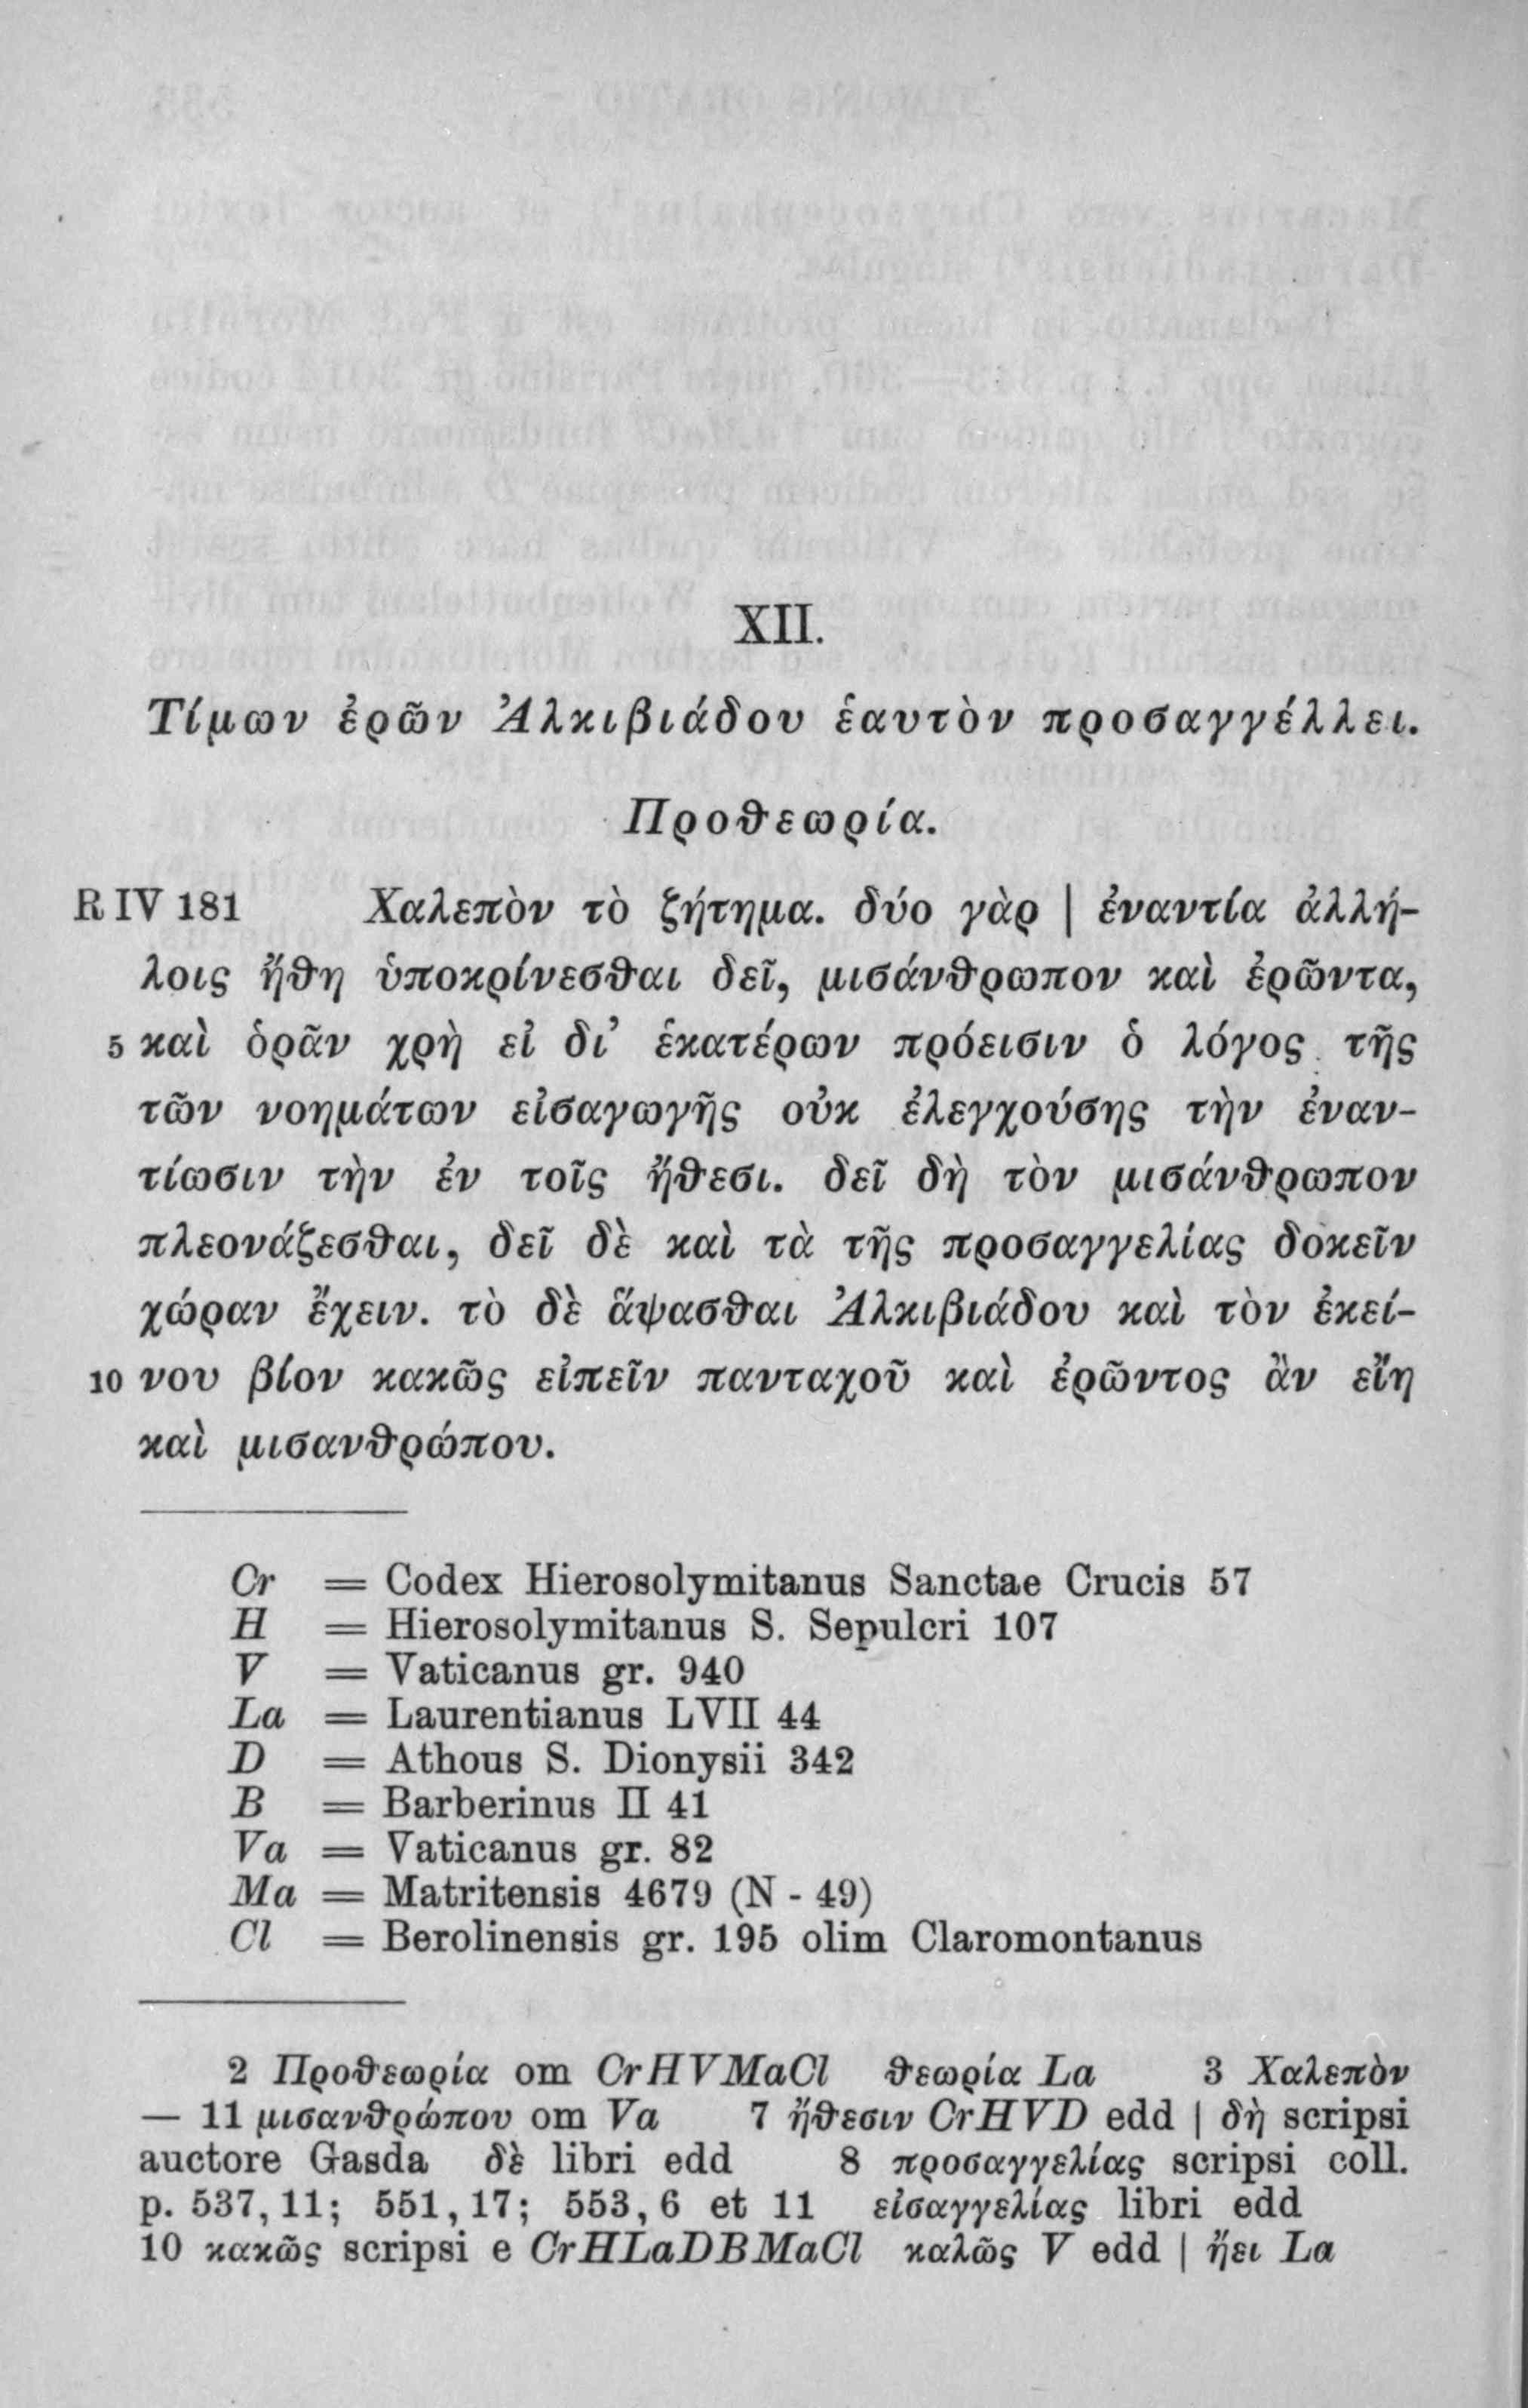 XII.
Τίμων ἐρῶν Ἀλκιβιάδου ἑαυτὸν προσαγγέλλει.
Προθεωρία.
R IV 181 Χαλεπὸν τὸ ζήτημα. δύο γὰρ | ἐναντία ἀλλή-
λοις ἤθη ὑποκρίνεσθαι δεῖ, μισάνθρωπον καὶ ἐρῶντα,
5 καὶ ὁρᾶν χρὴ εἰ δι’ ἑκατέρων πρόεισιν ὁ λόγος τῆς
τῶν νοημάτων εἰσαγωγῆς οὐκ ἐλεγχούσης τὴν ἐναν-
τίωσιν τὴν ἐν τοῖς ἤθεσι. δεῖ δὴ τὸν μισάνθρωπον
πλεονάζεσθαι, δεῖ δὲ καὶ τὰ τῆς προσαγγελίας δοκεῖν
χώραν ἔχειν. τὸ δὲ ἅψασθαι Ἀλκιβιάδου καὶ τὸν ἐκεί-
10 νου βίον κακῶς εἰπεῖν πανταχοῦ καὶ ἐρῶντος ἂν εἴη
καὶ μισανθρώπου.
Cr = Codex Hierosolymitanus Sanctae Crucis 57
H = Hierosolymitanus S. Sepulcri 107
V = Vaticanus gr. 940
La = Laurentianus LVII 44
D = Athous S. Dionysii 342
B = Barberinus II 41
Va = Vaticanus gr. 82
Ma = Matritensis 4679 (N - 49)
Cl = Berolinensis gr. 195 olim Claromontanus
2 Προθεωρία om CrHVMaCl θεωρία La 3 Χαλεπὸν
— 11 μισανθρώπου om Va 7 ἤθεσιν CrHVD edd | δὴ scripsi
auctore Gasda δὲ libri edd 8 προσαγγελίας scripsi coll.
p. 537, 11; 551, 17; 553, 6 et 11 εἰσαγγελίας libri edd
10 κακῶς scripsi e CrHLaDBMaCl καλῶς V edd | ἤει La